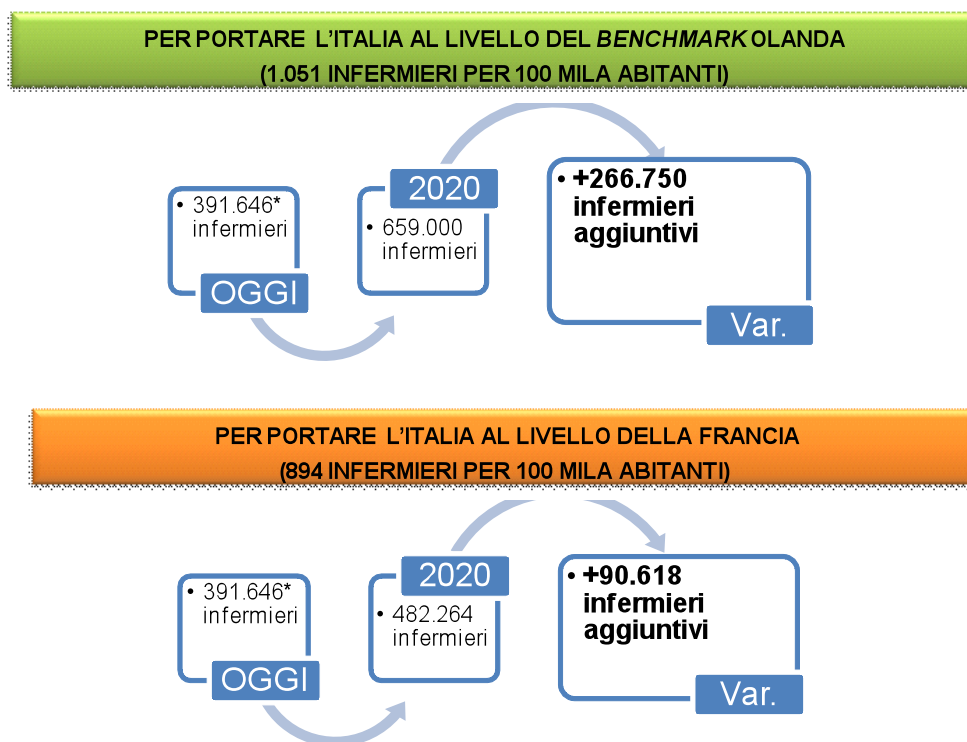 PER PORTARE L'ITALIA AL LIVELLO DEL BENCHMARK OLANDA
(1.051 INFERMIERI PER 100 MILA ABITANTI)
• 391.646*
infermieri
OGGI
2020
• 659.000
infermieri
• +266.750
infermieri
aggiuntivi
Var.
PER PORTARE L'ITALIA AL LIVELLO DELLA FRANCIA
(894 INFERMIERI PER 100 MILA ABITANTI)
• 391.646*
infermieri
OGGI
2020
• 482.264
infermieri
• +90.618
infermieri
aggiuntivi
Var.